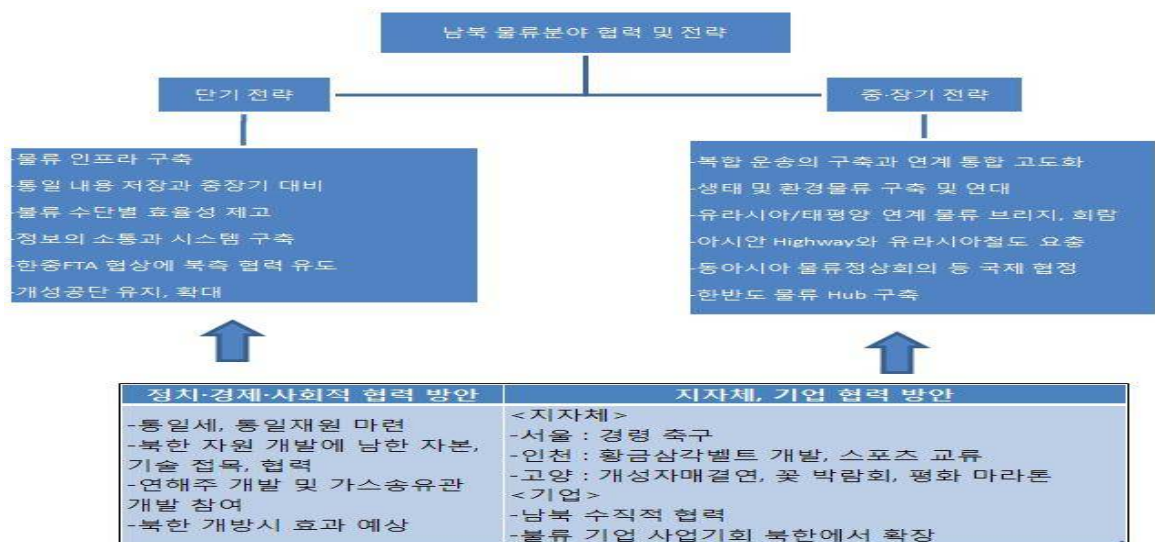 남북 물류분야 협력 및 전략
단기 전략
중·장기 전략
-물류 인프라 구축
-통일 내용 저장과 중장기 대비
-물류 수단별 효율성 제고
-정보의 소통과 시스템 구축
-한중FTA 협상에 북측 협력 유도
-개성공단 유지, 확대
-복합 운송의 구축과 연계 통합 고도화
-생태 및 환경물류 구축 및 연대
-유라시아/태평양 연계 물류 브리지, 회랑
-아시안 Highway와 유라시아철도 요충
-동아시아 물류정상회의 등 국제 협정
-한반도 물류 Hub 구축
정치·경제·사회적 협력 방안
-통일세, 통일재원 마련
-북한 자원 개발에 남한 자본,
기술 접목, 협력
-연해주 개발 및 가스송유관
개발 참여
-북한 개방시 효과 예상
지자체, 기업 협력 방안
<지자체>
-서울 : 경평 축구
-인천 : 황금삼각벨트 개발, 스포츠 교류
-고양 : 개성자매결연, 꽃 박람회, 평화 마라톤
<기업>
-남북 수직적 협력
-물류 기업 사업기회 북한에서 확장